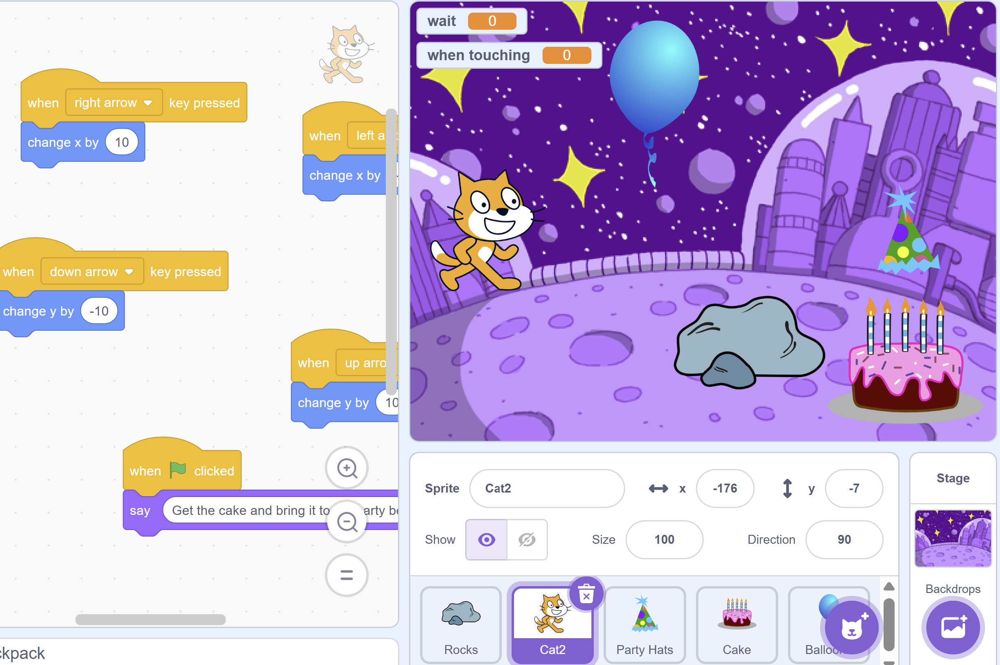 when right arrow key pressed
change x by 10
when left a
change x by
when down arrow key pressed
change y by -10
when up arro
change y by 10
when clicked
say Get the cake and bring it to arty be
ckpack
wait 0
when touching 0
Sprite Cat2 x -176 y -7
Show Size 100 Direction 90
Rocks
Cat2
Party Hats
Cake
Balloon
Stage
Backdrops